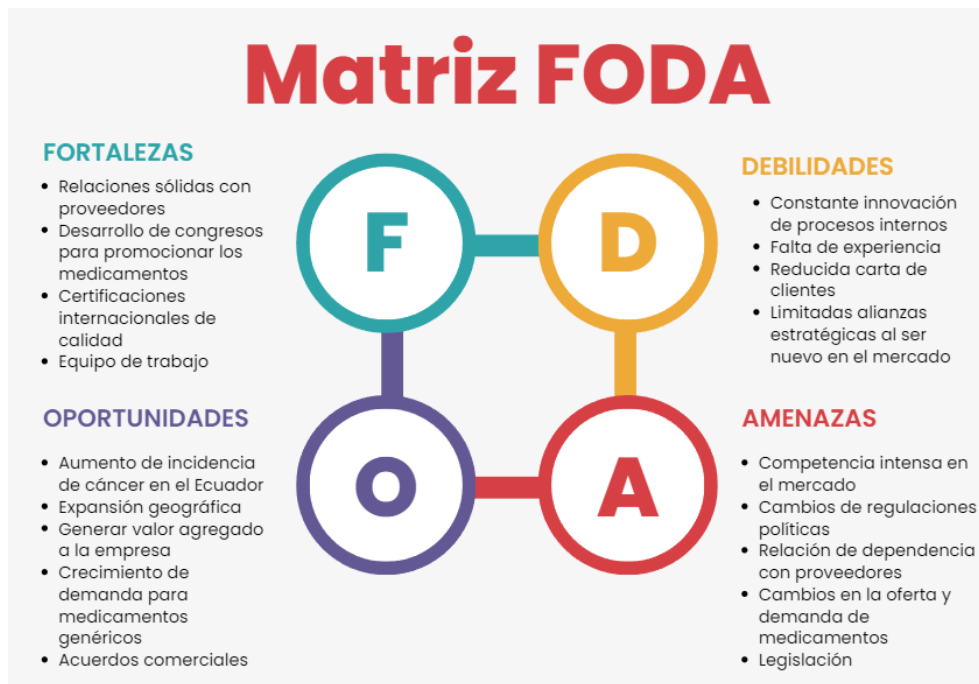 Matriz FODA
FORTALEZAS
• Relaciones sólidas con
proveedores
• Desarrollo de congresos
para promocionar los
medicamentos
• Certificaciones
internacionales de
calidad
• Equipo de trabajo
F
D
DEBILIDADES
• Constante innovación
de procesos internos
• Falta de experiencia
• Reducida carta de
clientes
• Limitadas alianzas
estratégicas al ser
nuevo en el mercado
OPORTUNIDADES
• Aumento de incidencia
de cáncer en el Ecuador
• Expansión geográfica
• Generar valor agregado
a la empresa
• Crecimiento de
demanda para
medicamentos
genéricos
• Acuerdos comerciales
O
A
AMENAZAS
• Competencia intensa en
el mercado
• Cambios de regulaciones
políticas
• Relación de dependencia
con proveedores
• Cambios en la oferta y
demanda de
medicamentos
• Legislación